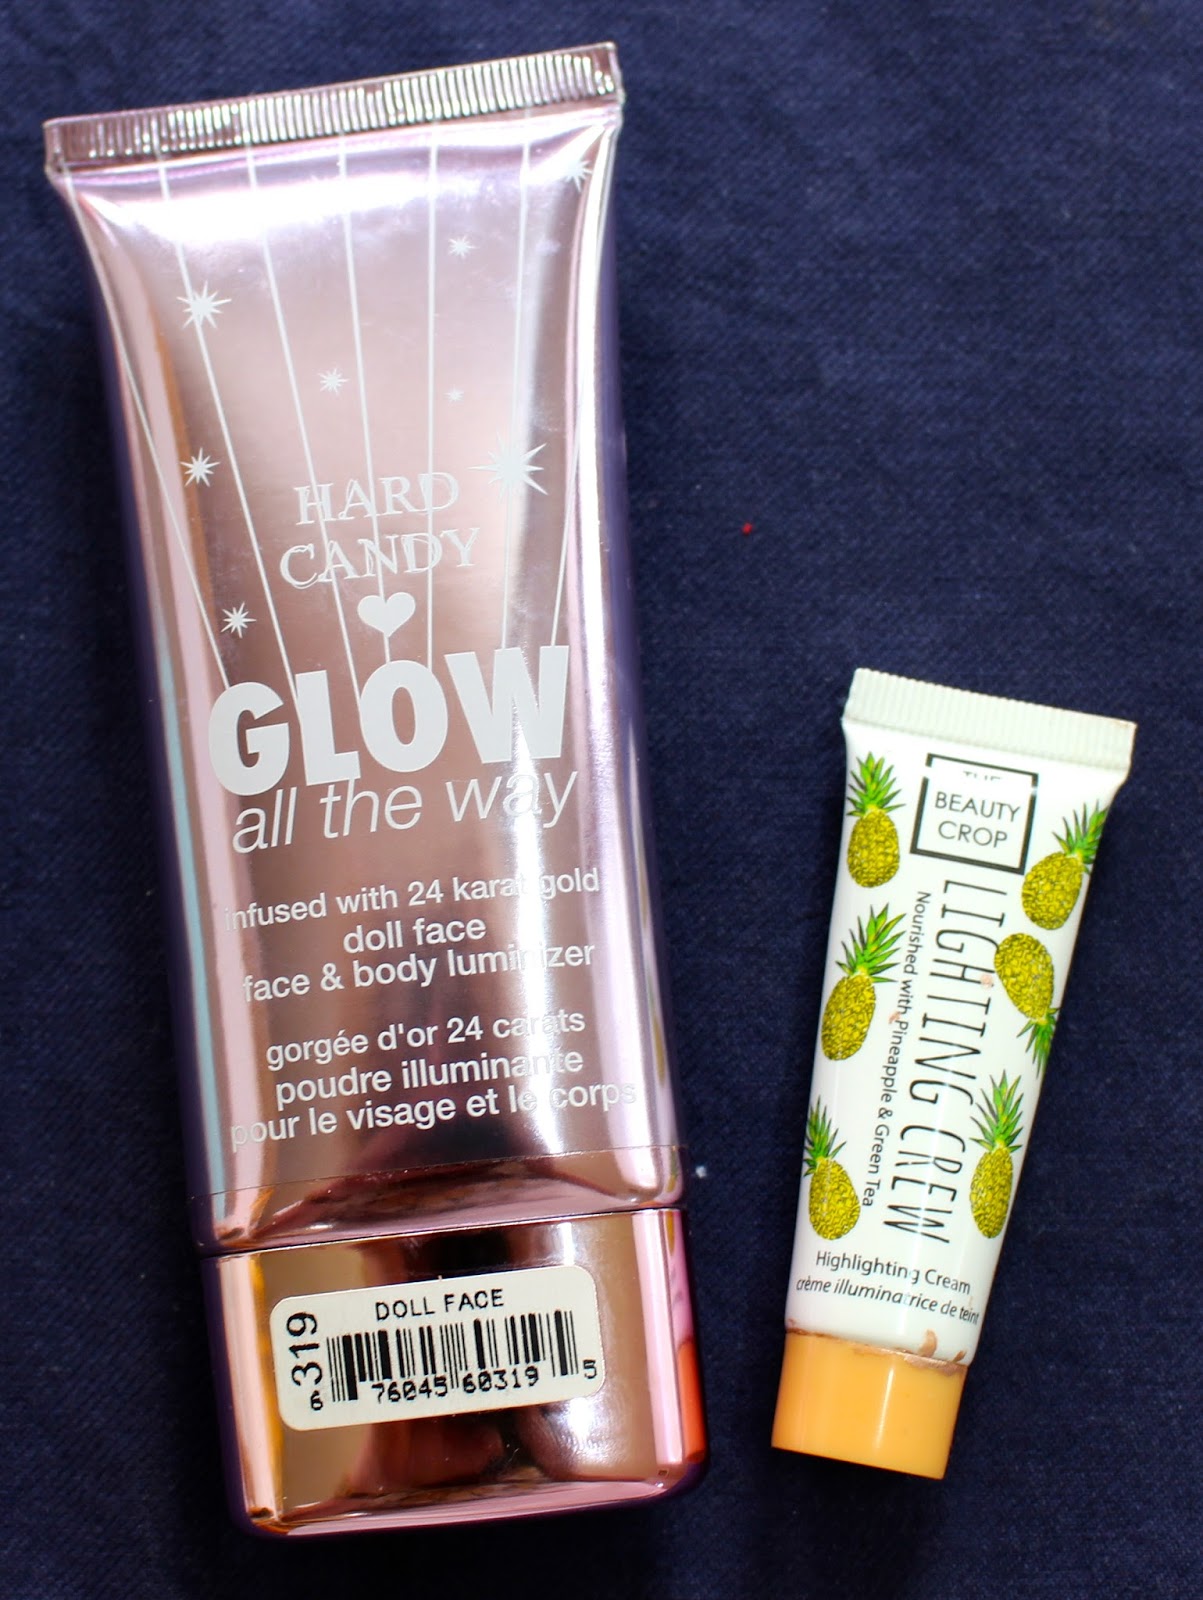 HARD
CANDY
GLOW
all the way
infused with 24 karat gold
doll face
face & body luminizer
gorgée d'or 24 carats
poudre illuminante
pour le visage et le corps
319
DOLL FACE
6 76045 60319 5
THE
BEAUTY
CROP
LIGHTING CREW
Nourished with Pineapple & Green Tea
Highlighting Cream
crème illuminatrice de teint